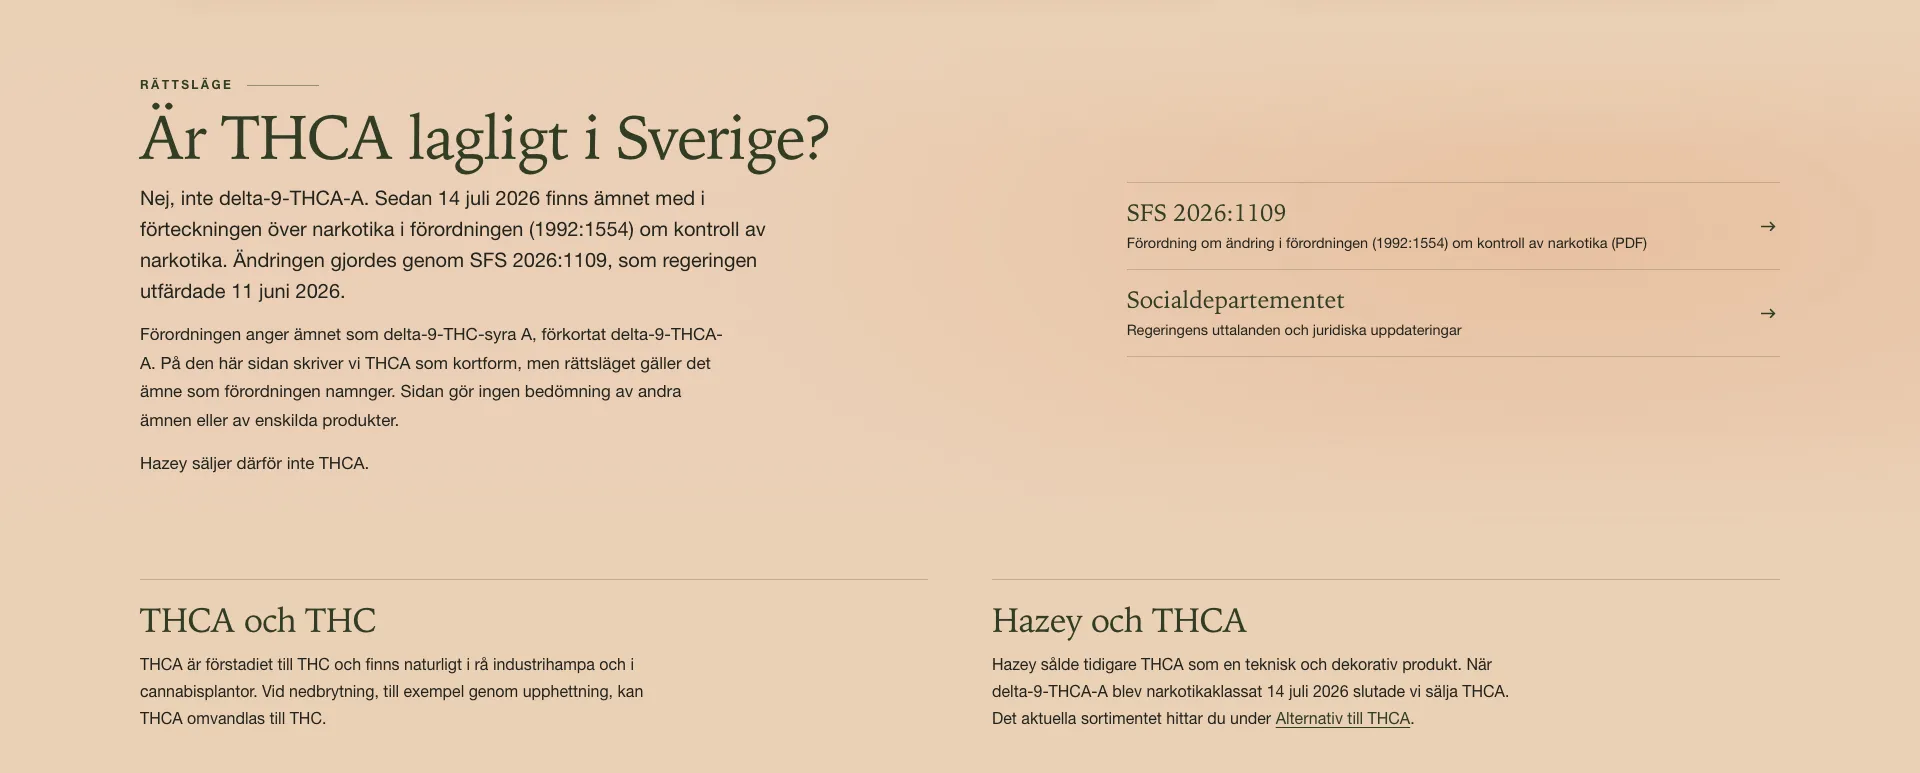 RÄTTSLÄGE
Är THCA lagligt i Sverige?
Nej, inte delta-9-THCA-A. Sedan 14 juli 2026 finns ämnet med i
förteckningen över narkotika i förordningen (1992:1554) om kontroll av
narkotika. Ändringen gjordes genom SFS 2026:1109, som regeringen
utfärdade 11 juni 2026.
Förordningen anger ämnet som delta-9-THC-syra A, förkortat delta-9-THCA-
A. På den här sidan skriver vi THCA som kortform, men rättsläget gäller det
ämne som förordningen namnger. Sidan gör ingen bedömning av andra
ämnen eller av enskilda produkter.
Hazey säljer därför inte THCA.
SFS 2026:1109
Förordning om ändring i förordningen (1992:1554) om kontroll av narkotika (PDF)
→
Socialdepartementet
Regeringens uttalanden och juridiska uppdateringar
→
THCA och THC
THCA är förstadiet till THC och finns naturligt i rå industrihampa och i
cannabisplantor. Vid nedbrytning, till exempel genom upphettning, kan
THCA omvandlas till THC.
Hazey och THCA
Hazey sålde tidigare THCA som en teknisk och dekorativ produkt. När
delta-9-THCA-A blev narkotikaklassat 14 juli 2026 slutade vi sälja THCA.
Det aktuella sortimentet hittar du under Alternativ till THCA.